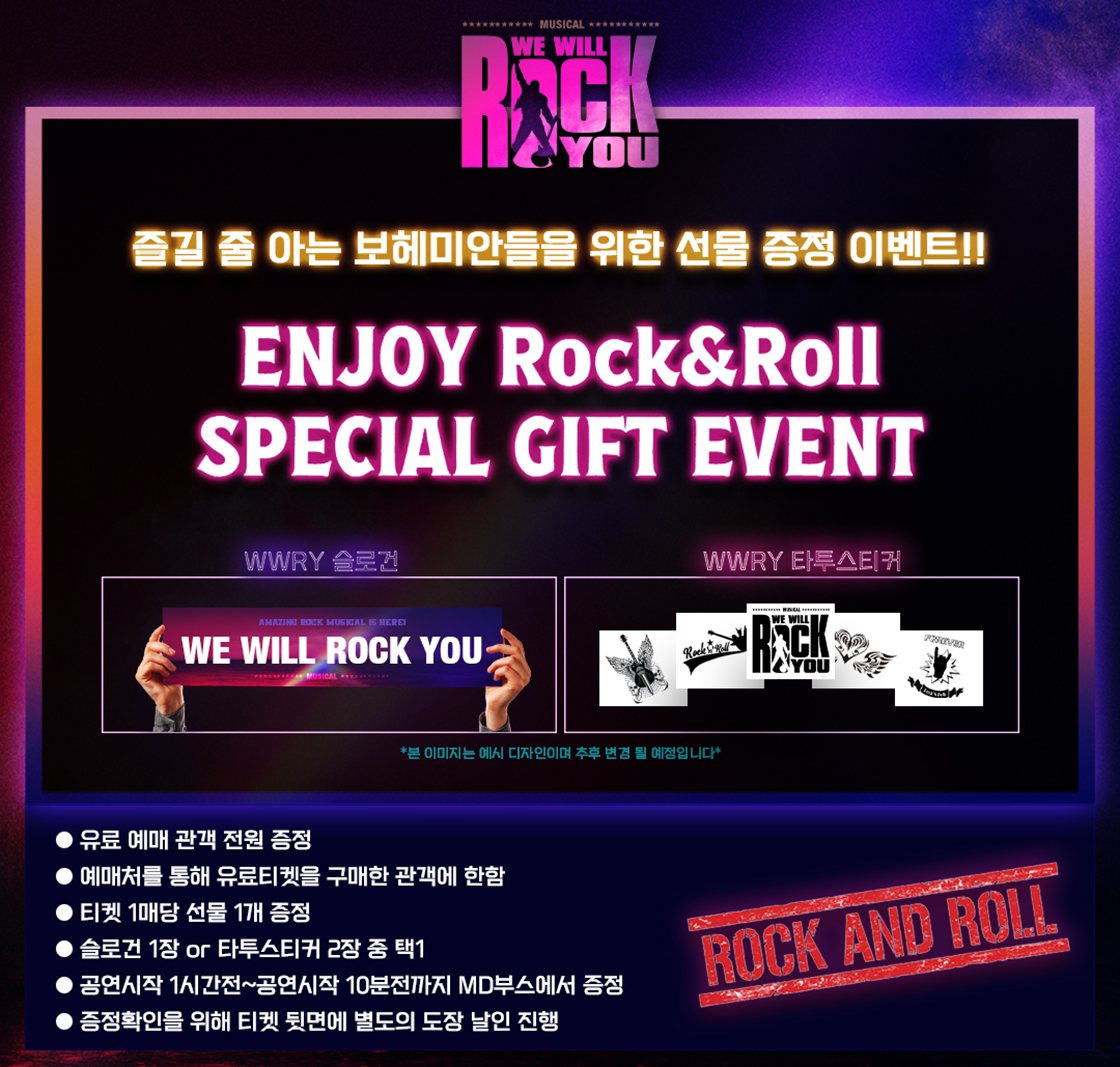 MUSICAL
WE WILL
ROCK
YOU
즐길 줄 아는 보헤미안들을 위한 선물 증정 이벤트!!
ENJOY Rock&Roll
SPECIAL GIFT EVENT
WWRY 슬로건
WWRY 타투스티커
AMAZING ROCK MUSICAL IS HERE!
WE WILL ROCK YOU
MUSICAL
Rock 'n' Roll
MUSICAL
WE WILL
ROCK
YOU
FOREVER
*본 이미지는 예시 디자인이며 추후 변경 될 예정입니다*
● 유료 예매 관객 전원 증정
● 예매처를 통해 유료티켓을 구매한 관객에 한함
● 티켓 1매당 선물 1개 증정
● 슬로건 1장 or 타투스티커 2장 중 택1
● 공연시작 1시간전~공연시작 10분전까지 MD부스에서 증정
● 증정확인을 위해 티켓 뒷면에 별도의 도장 날인 진행
ROCK AND ROLL